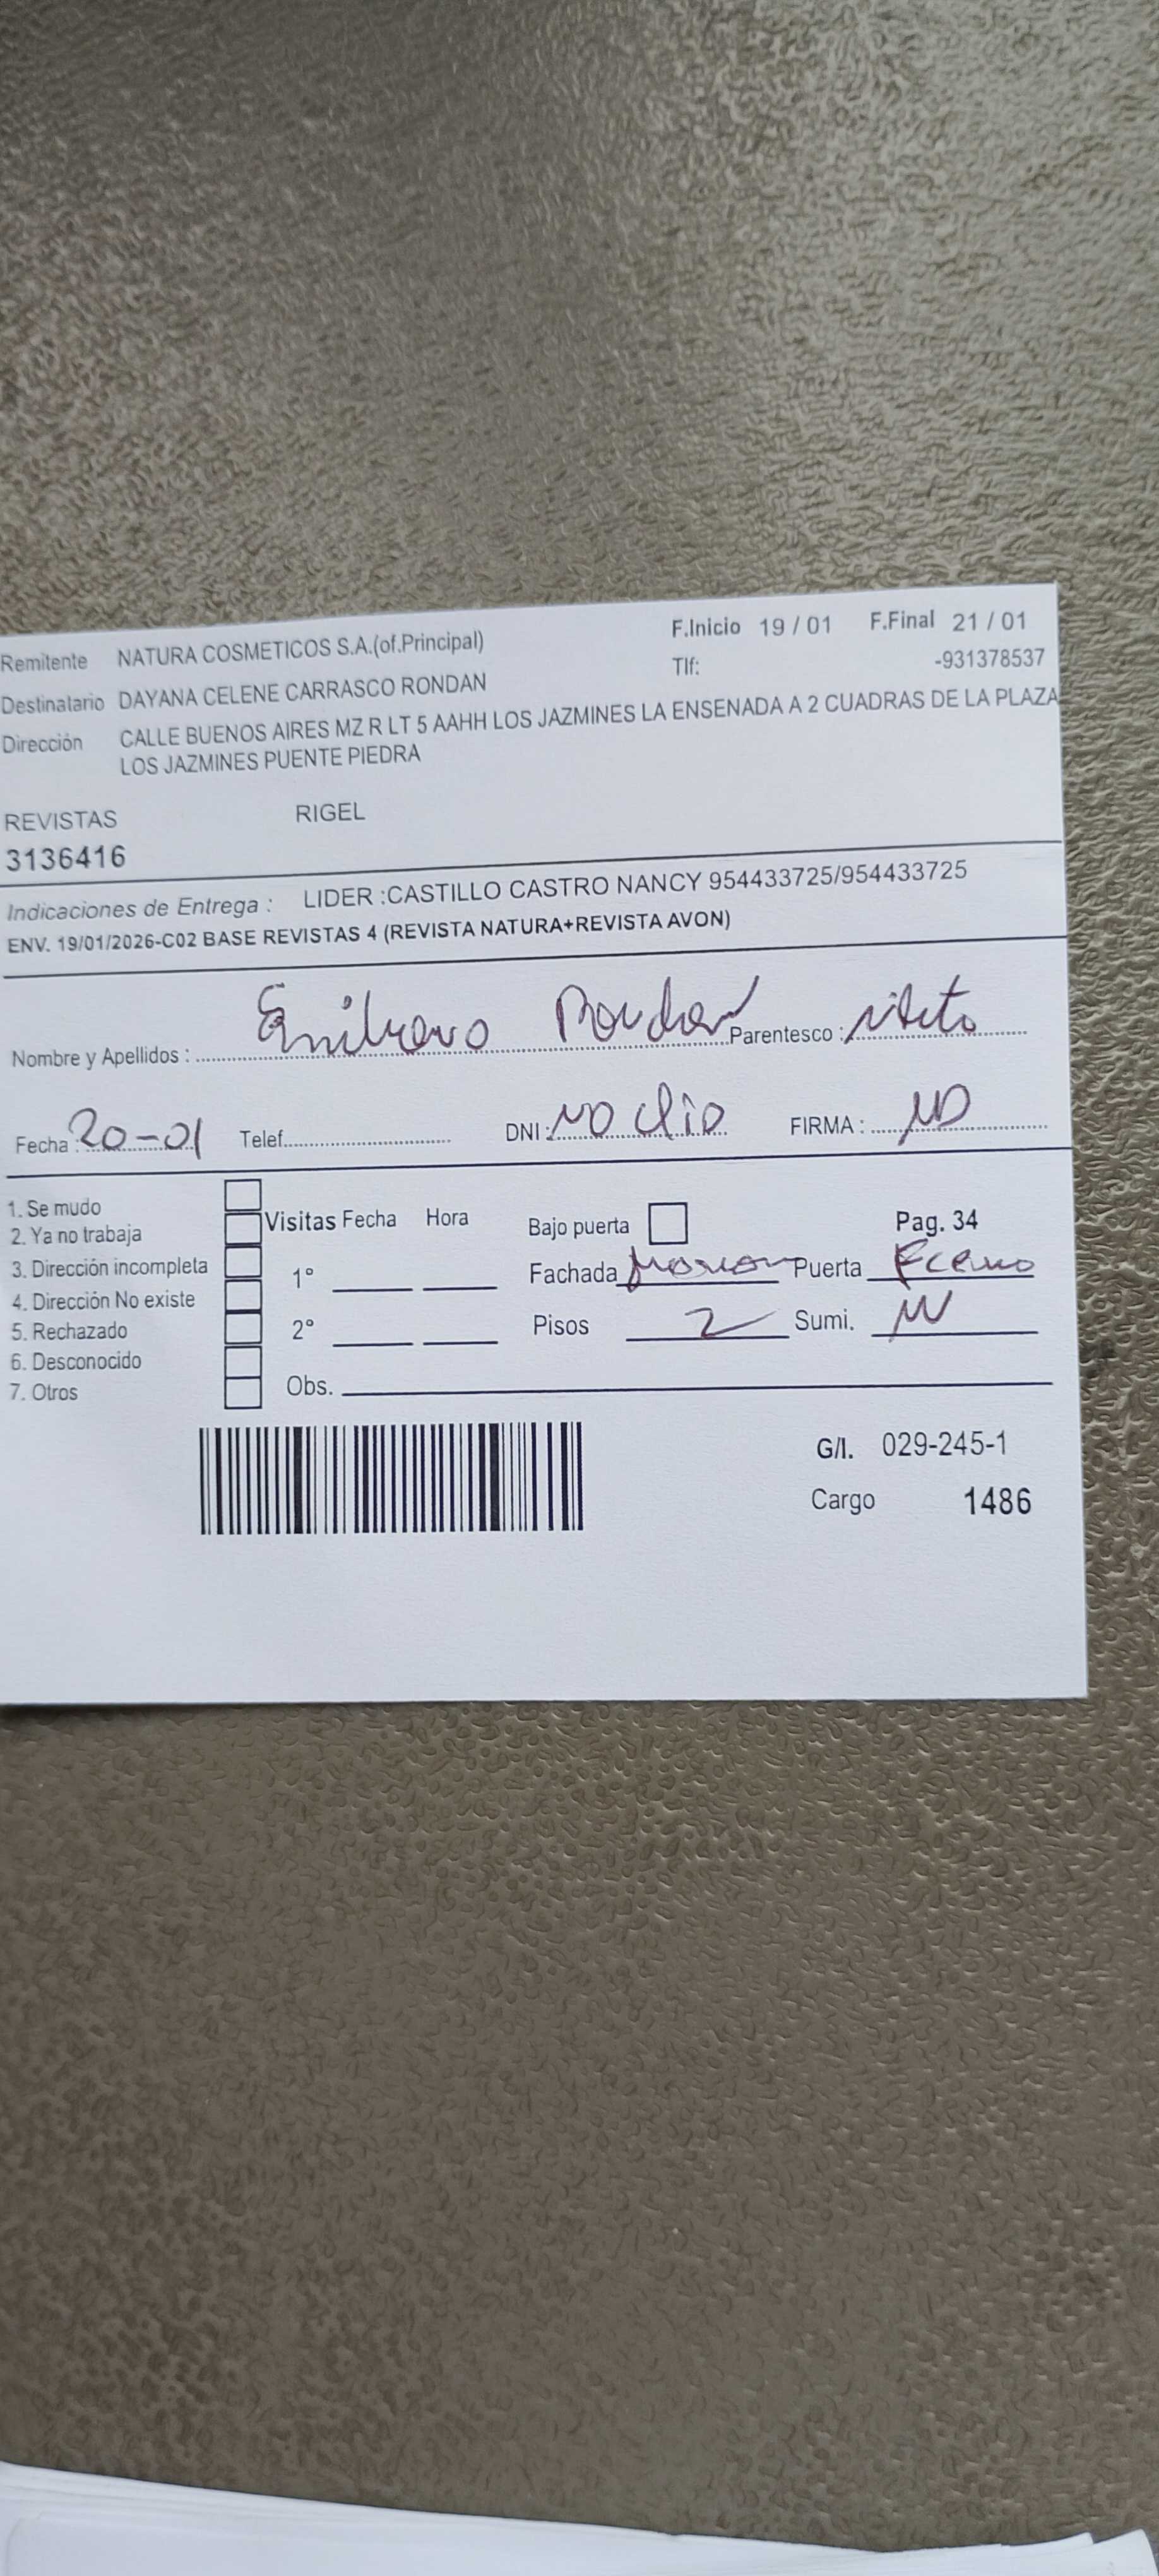 Remitente NATURA COSMETICOS S.A.(of.Principal) F.Inicio 19 / 01 F.Final 21 / 01
Tlf: -931378537
Destinatario DAYANA CELENE CARRASCO RONDAN
Dirección CALLE BUENOS AIRES MZ R LT 5 AAHH LOS JAZMINES LA ENSENADA A 2 CUADRAS DE LA PLAZA
LOS JAZMINES PUENTE PIEDRA
REVISTAS RIGEL
3136416
Indicaciones de Entrega : LIDER :CASTILLO CASTRO NANCY 954433725/954433725
ENV. 19/01/2026-C02 BASE REVISTAS 4 (REVISTA NATURA+REVISTA AVON)
Nombre y Apellidos : Rondan Parentesco :
Fecha : 20-01 Telef. DNI : NO dio FIRMA : NO
1. Se mudo
2. Ya no trabaja
3. Dirección incompleta
4. Dirección No existe
5. Rechazado
6. Desconocido
7. Otros
Visitas Fecha Hora
1°
2°
Obs.
Bajo puerta Pag. 34
Fachada Puerta
Pisos 2 Sumi.
G/I. 029-245-1
Cargo 1486